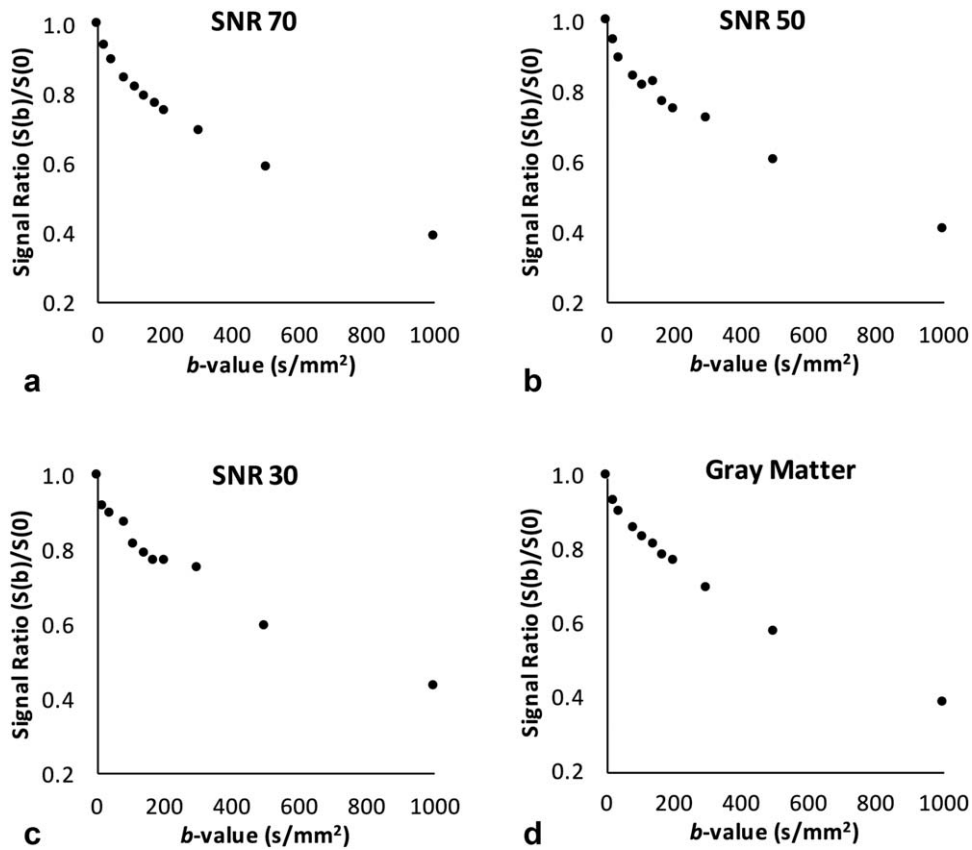 SNR 70
Signal Ratio (S(b)/S(0)
1.0
0.8
0.6
0.4
0.2
0 200 400 600 800 1000
b-value (s/mm²)
a
SNR 50
Signal Ratio (S(b)/S(0)
1.0
0.8
0.6
0.4
0.2
0 200 400 600 800 1000
b-value (s/mm²)
b
SNR 30
Signal Ratio (S(b)/S(0)
1.0
0.8
0.6
0.4
0.2
0 200 400 600 800 1000
b-value (s/mm²)
c
Gray Matter
Signal Ratio (S(b)/S(0)
1.0
0.8
0.6
0.4
0.2
0 200 400 600 800 1000
b-value (s/mm²)
d